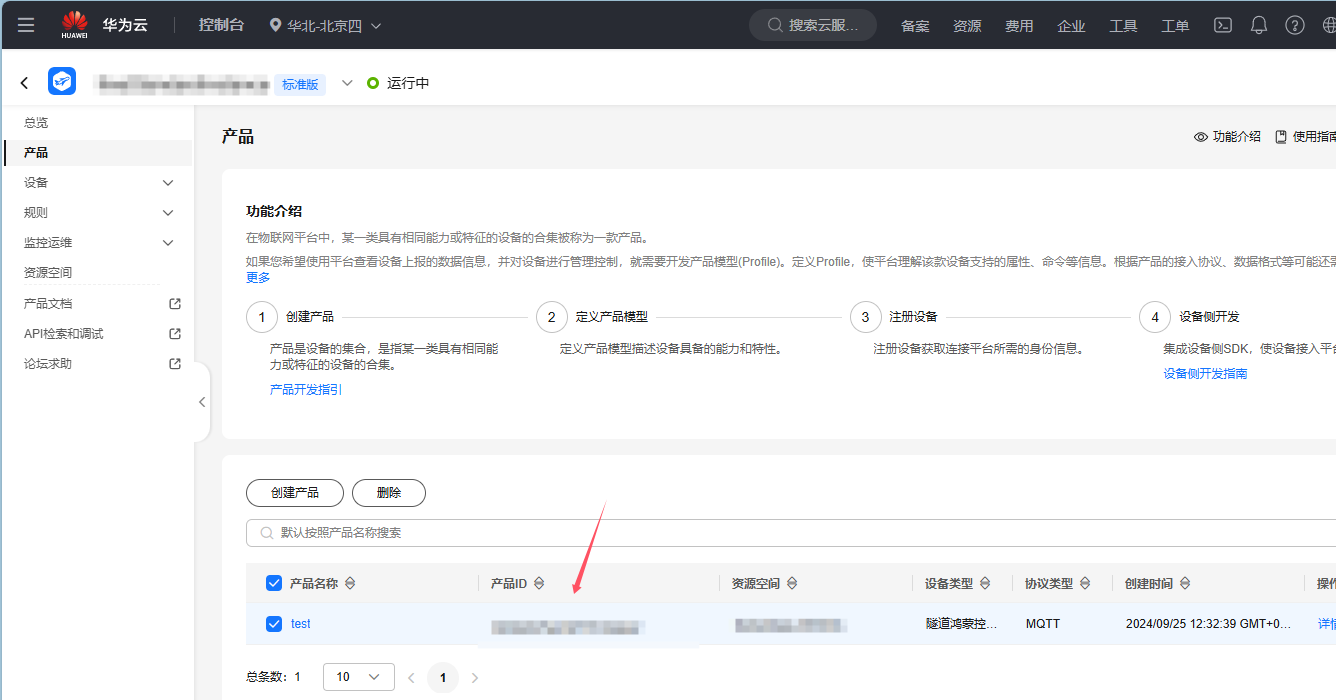 HUAWEI 华为云 控制台 华北-北京四 搜索云服... 备案 资源 费用 企业 工具 工单
标准版 运行中
总览
产品
设备
规则
监控运维
资源空间
产品文档
API检索和调试
论坛求助
产品
功能介绍 使用指南
功能介绍
在物联网平台中，某一类具有相同能力或特征的设备的合集被称为一款产品。
如果您希望使用平台查看设备上报的数据信息，并对设备进行管理控制，就需要开发产品模型(Profile)。定义Profile，使平台理解该款设备支持的属性、命令等信息。根据产品的接入协议、数据格式等可能还需
更多
1 创建产品
产品是设备的集合，是指某一类具有相同能
力或特征的设备的合集。
产品开发指引
2 定义产品模型
定义产品模型描述设备具备的能力和特性。
3 注册设备
注册设备获取连接平台所需的身份信息。
4 设备侧开发
集成设备侧SDK，使设备接入平台
设备侧开发指南
创建产品 删除
默认按照产品名称搜索
产品名称 产品ID 资源空间 设备类型 协议类型 创建时间 操作
test 隧道鸿蒙控... MQTT 2024/09/25 12:32:39 GMT+0... 详情
总条数：1 10 1